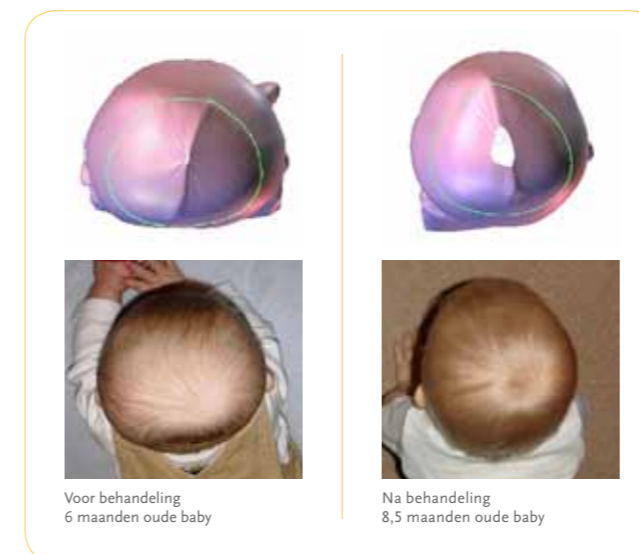 Voor behandeling
6 maanden oude baby
Na behandeling
8,5 maanden oude baby